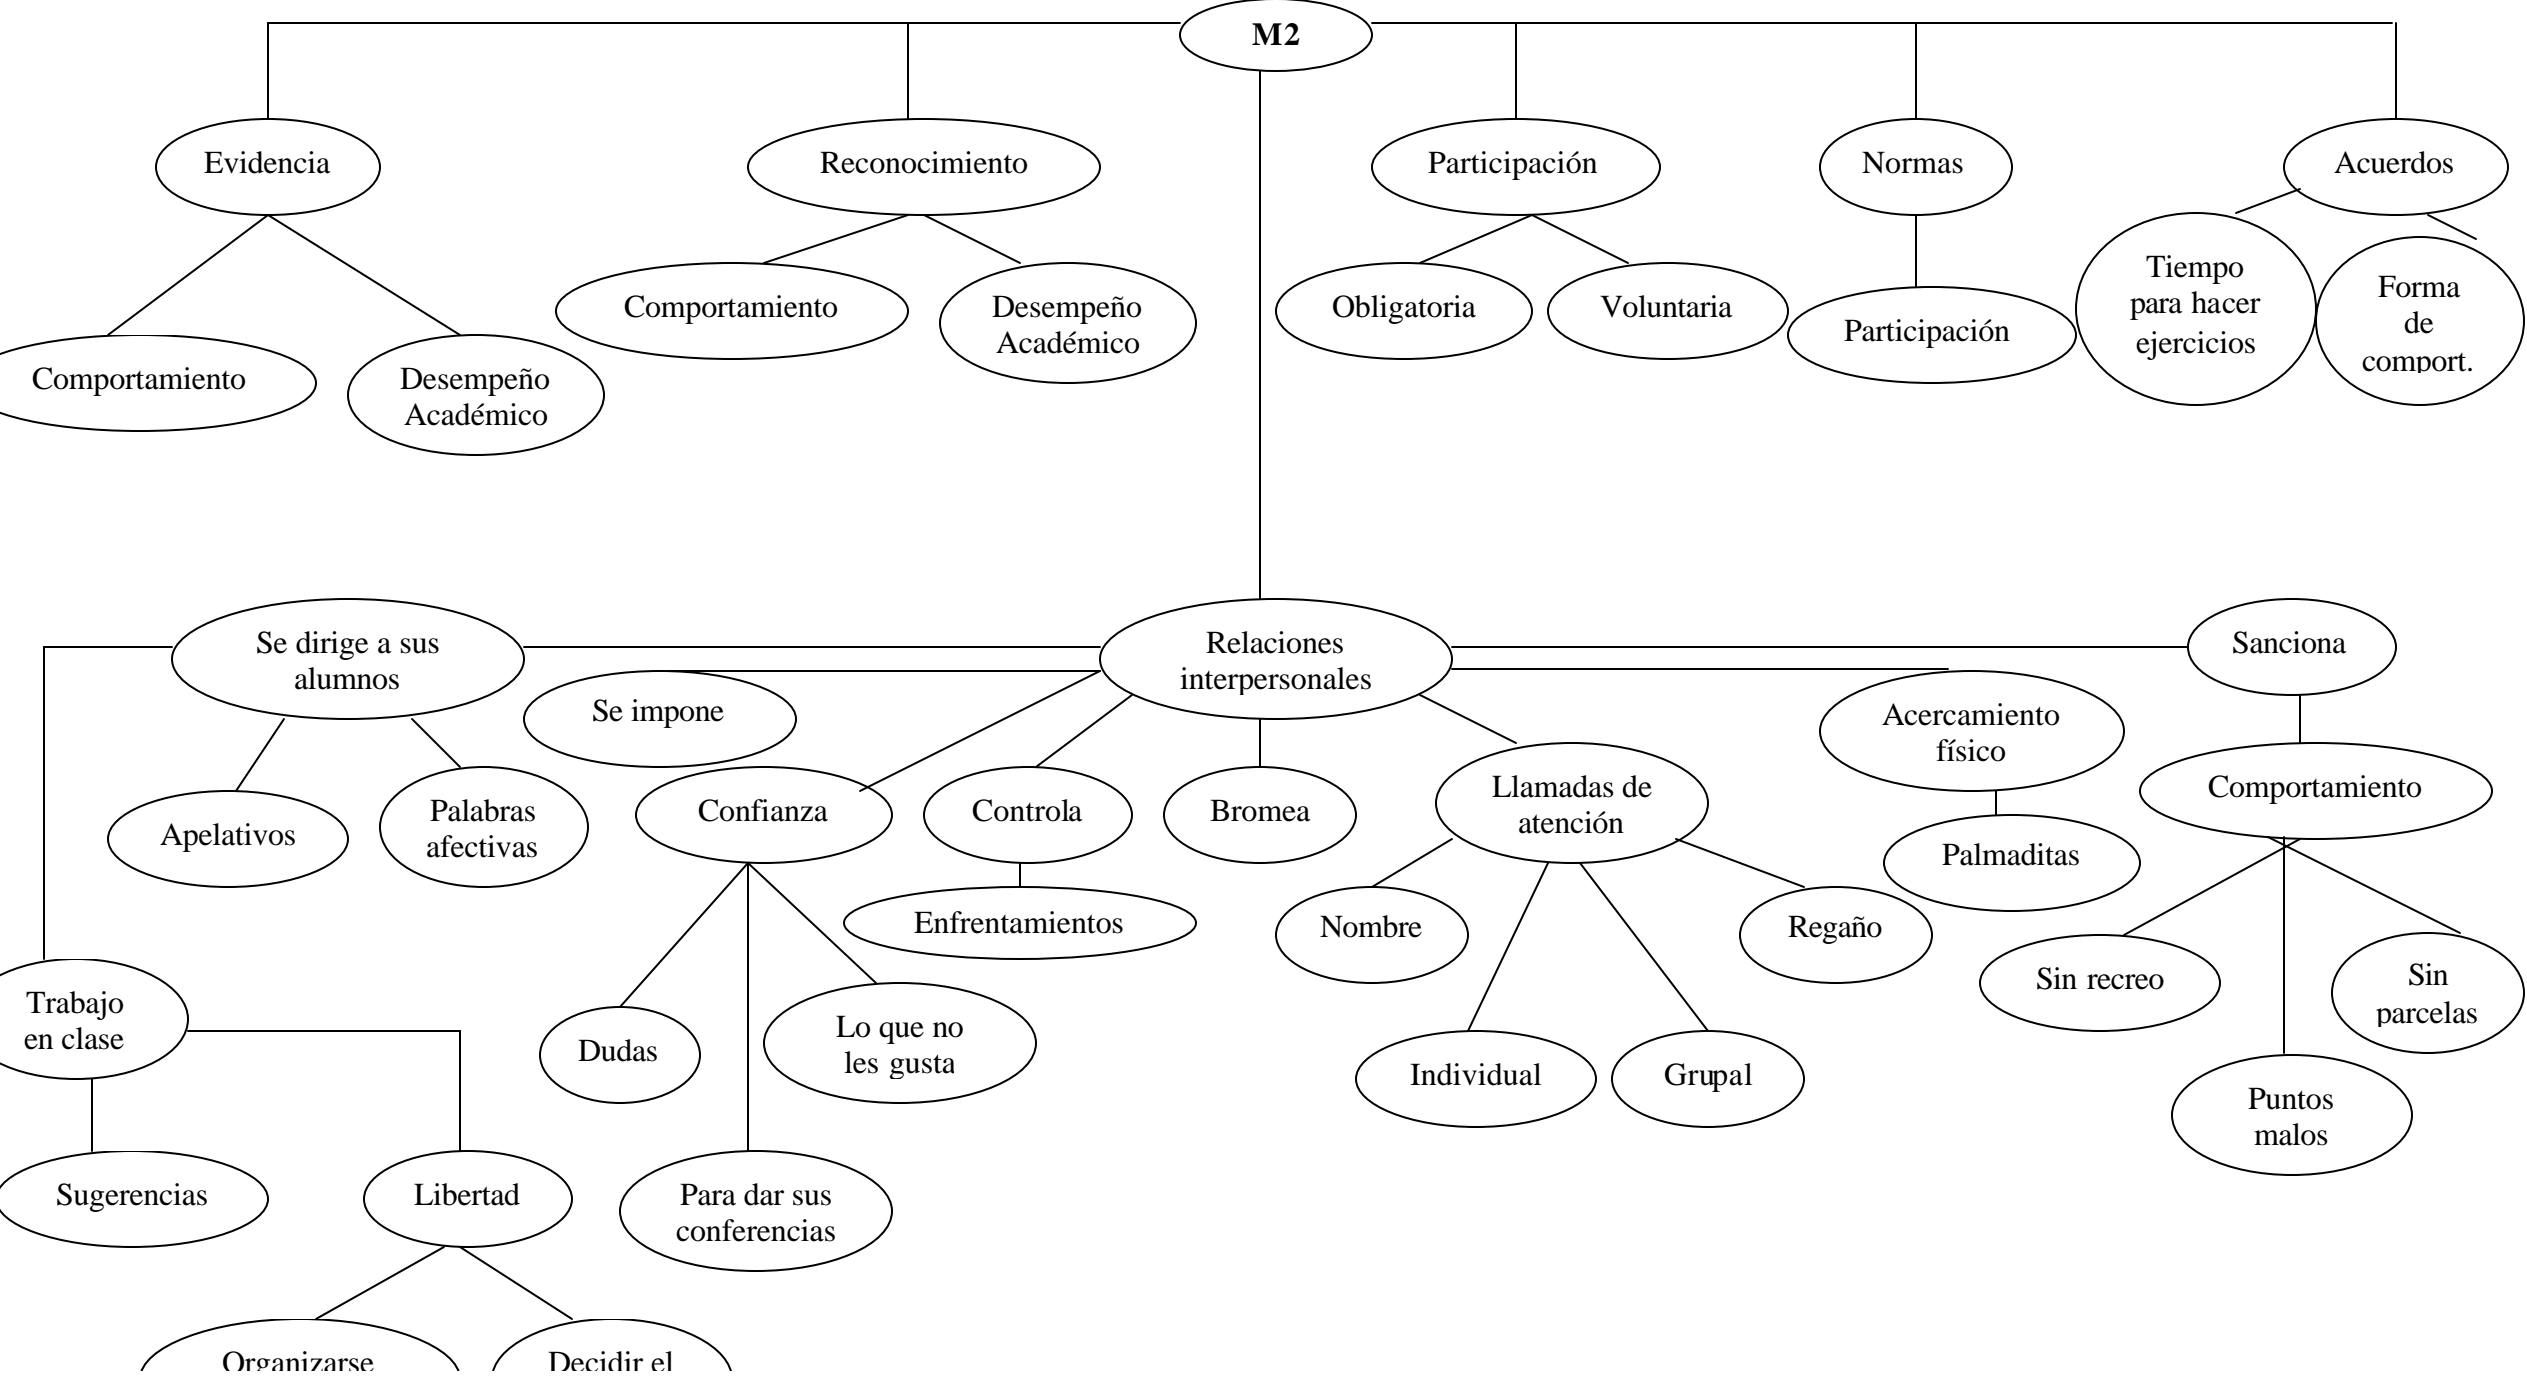 M2
Evidencia
Reconocimiento
Participación
Normas
Acuerdos
Comportamiento
Desempeño
Académico
Comportamiento
Desempeño
Académico
Obligatoria
Voluntaria
Participación
Tiempo
para hacer
ejercicios
Forma
de
comport.
Se dirige a sus
alumnos
Relaciones
interpersonales
Sanciona
Se impone
Acercamiento
físico
Apelativos
Palabras
afectivas
Confianza
Controla
Bromea
Llamadas de
atención
Comportamiento
Palmaditas
Enfrentamientos
Nombre
Regaño
Sin recreo
Sin
parcelas
Trabajo
en clase
Dudas
Lo que no
les gusta
Individual
Grupal
Puntos
malos
Sugerencias
Libertad
Para dar sus
conferencias
Organizarse
Decidir el